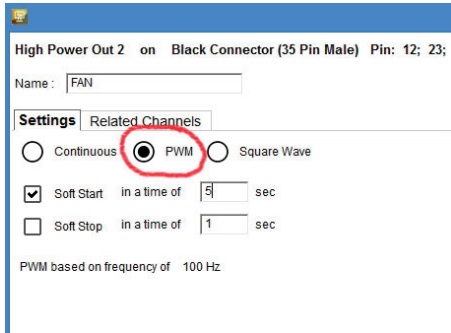 High Power Out 2 on Black Connector (35 Pin Male) Pin: 12; 23;
Name : FAN
Settings Related Channels
Continuous PWM Square Wave
Soft Start in a time of 5 sec
Soft Stop in a time of 1 sec
PWM based on frequency of 100 Hz